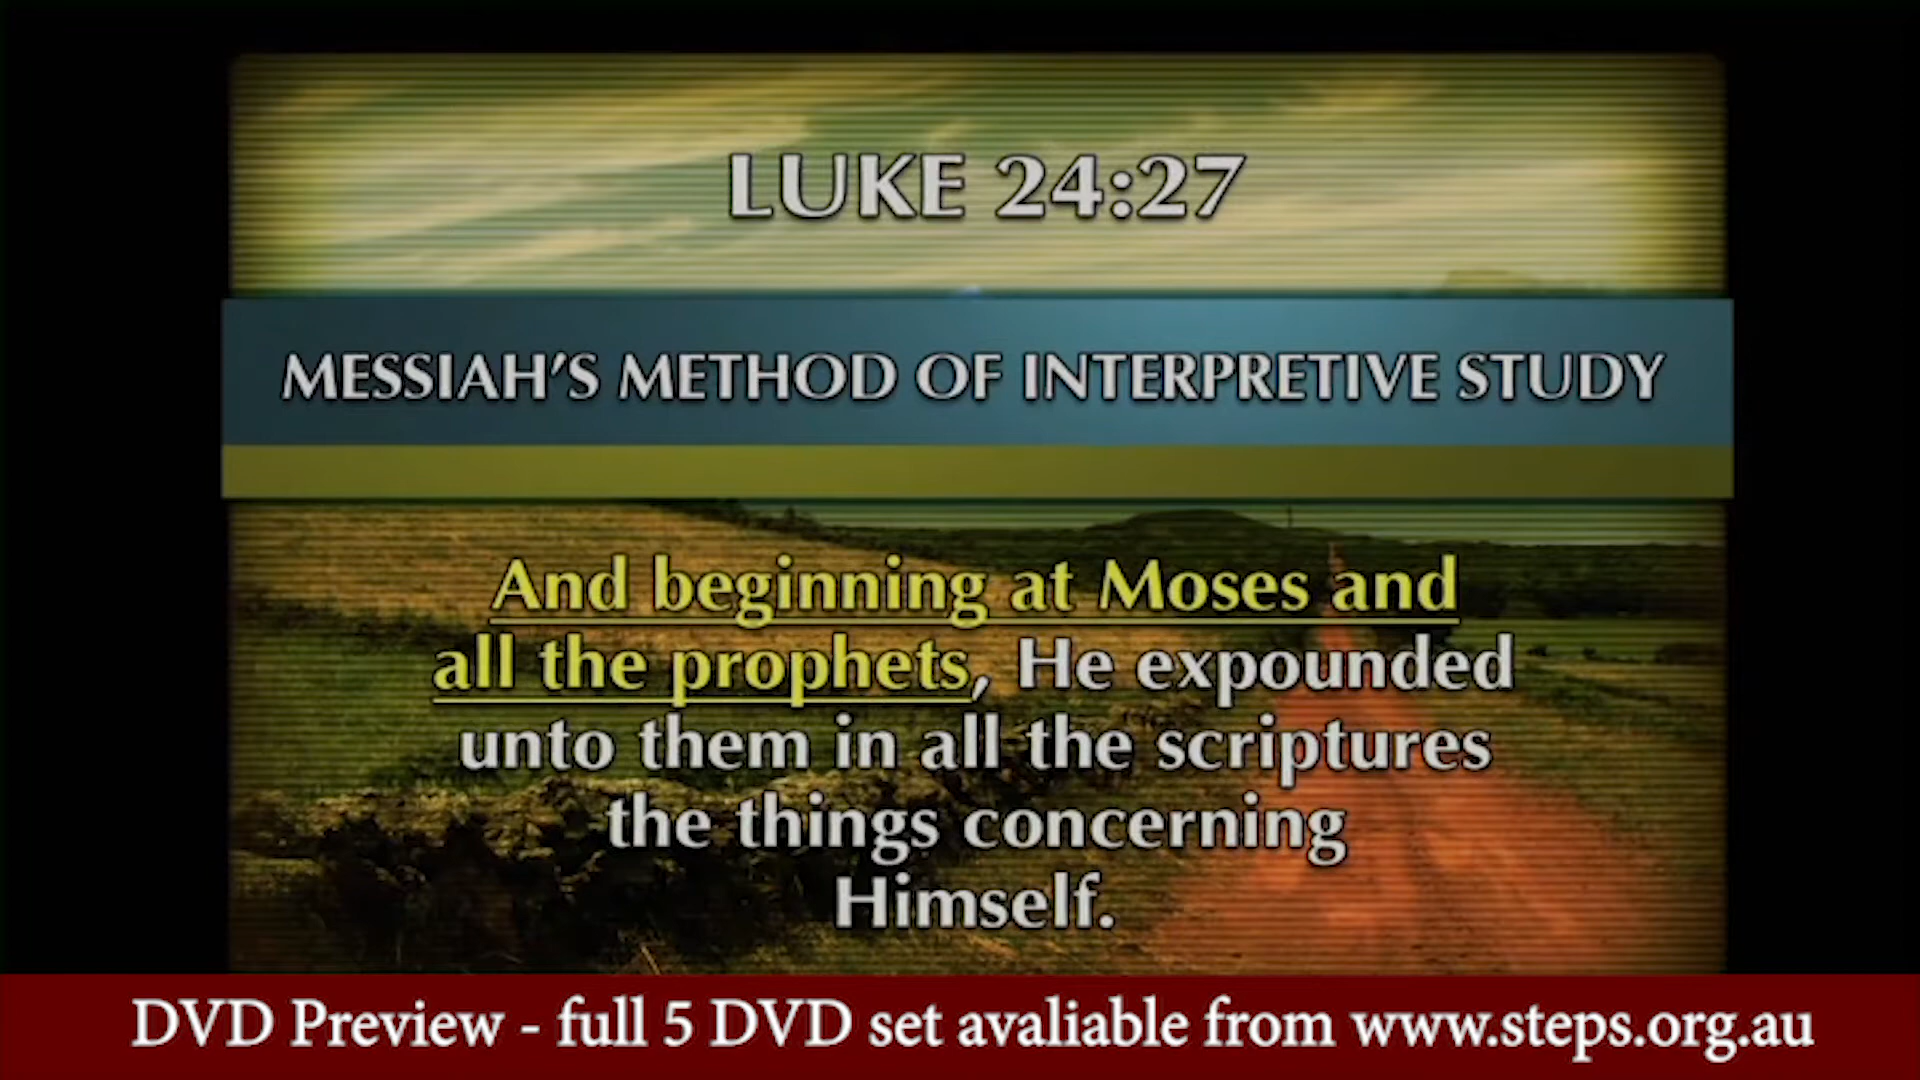 LUKE 24:27
MESSIAH'S METHOD OF INTERPRETIVE STUDY
And beginning at Moses and
all the prophets, He expounded
unto them in all the scriptures
the things concerning
Himself.
DVD Preview - full 5 DVD set avaliable from www.steps.org.au